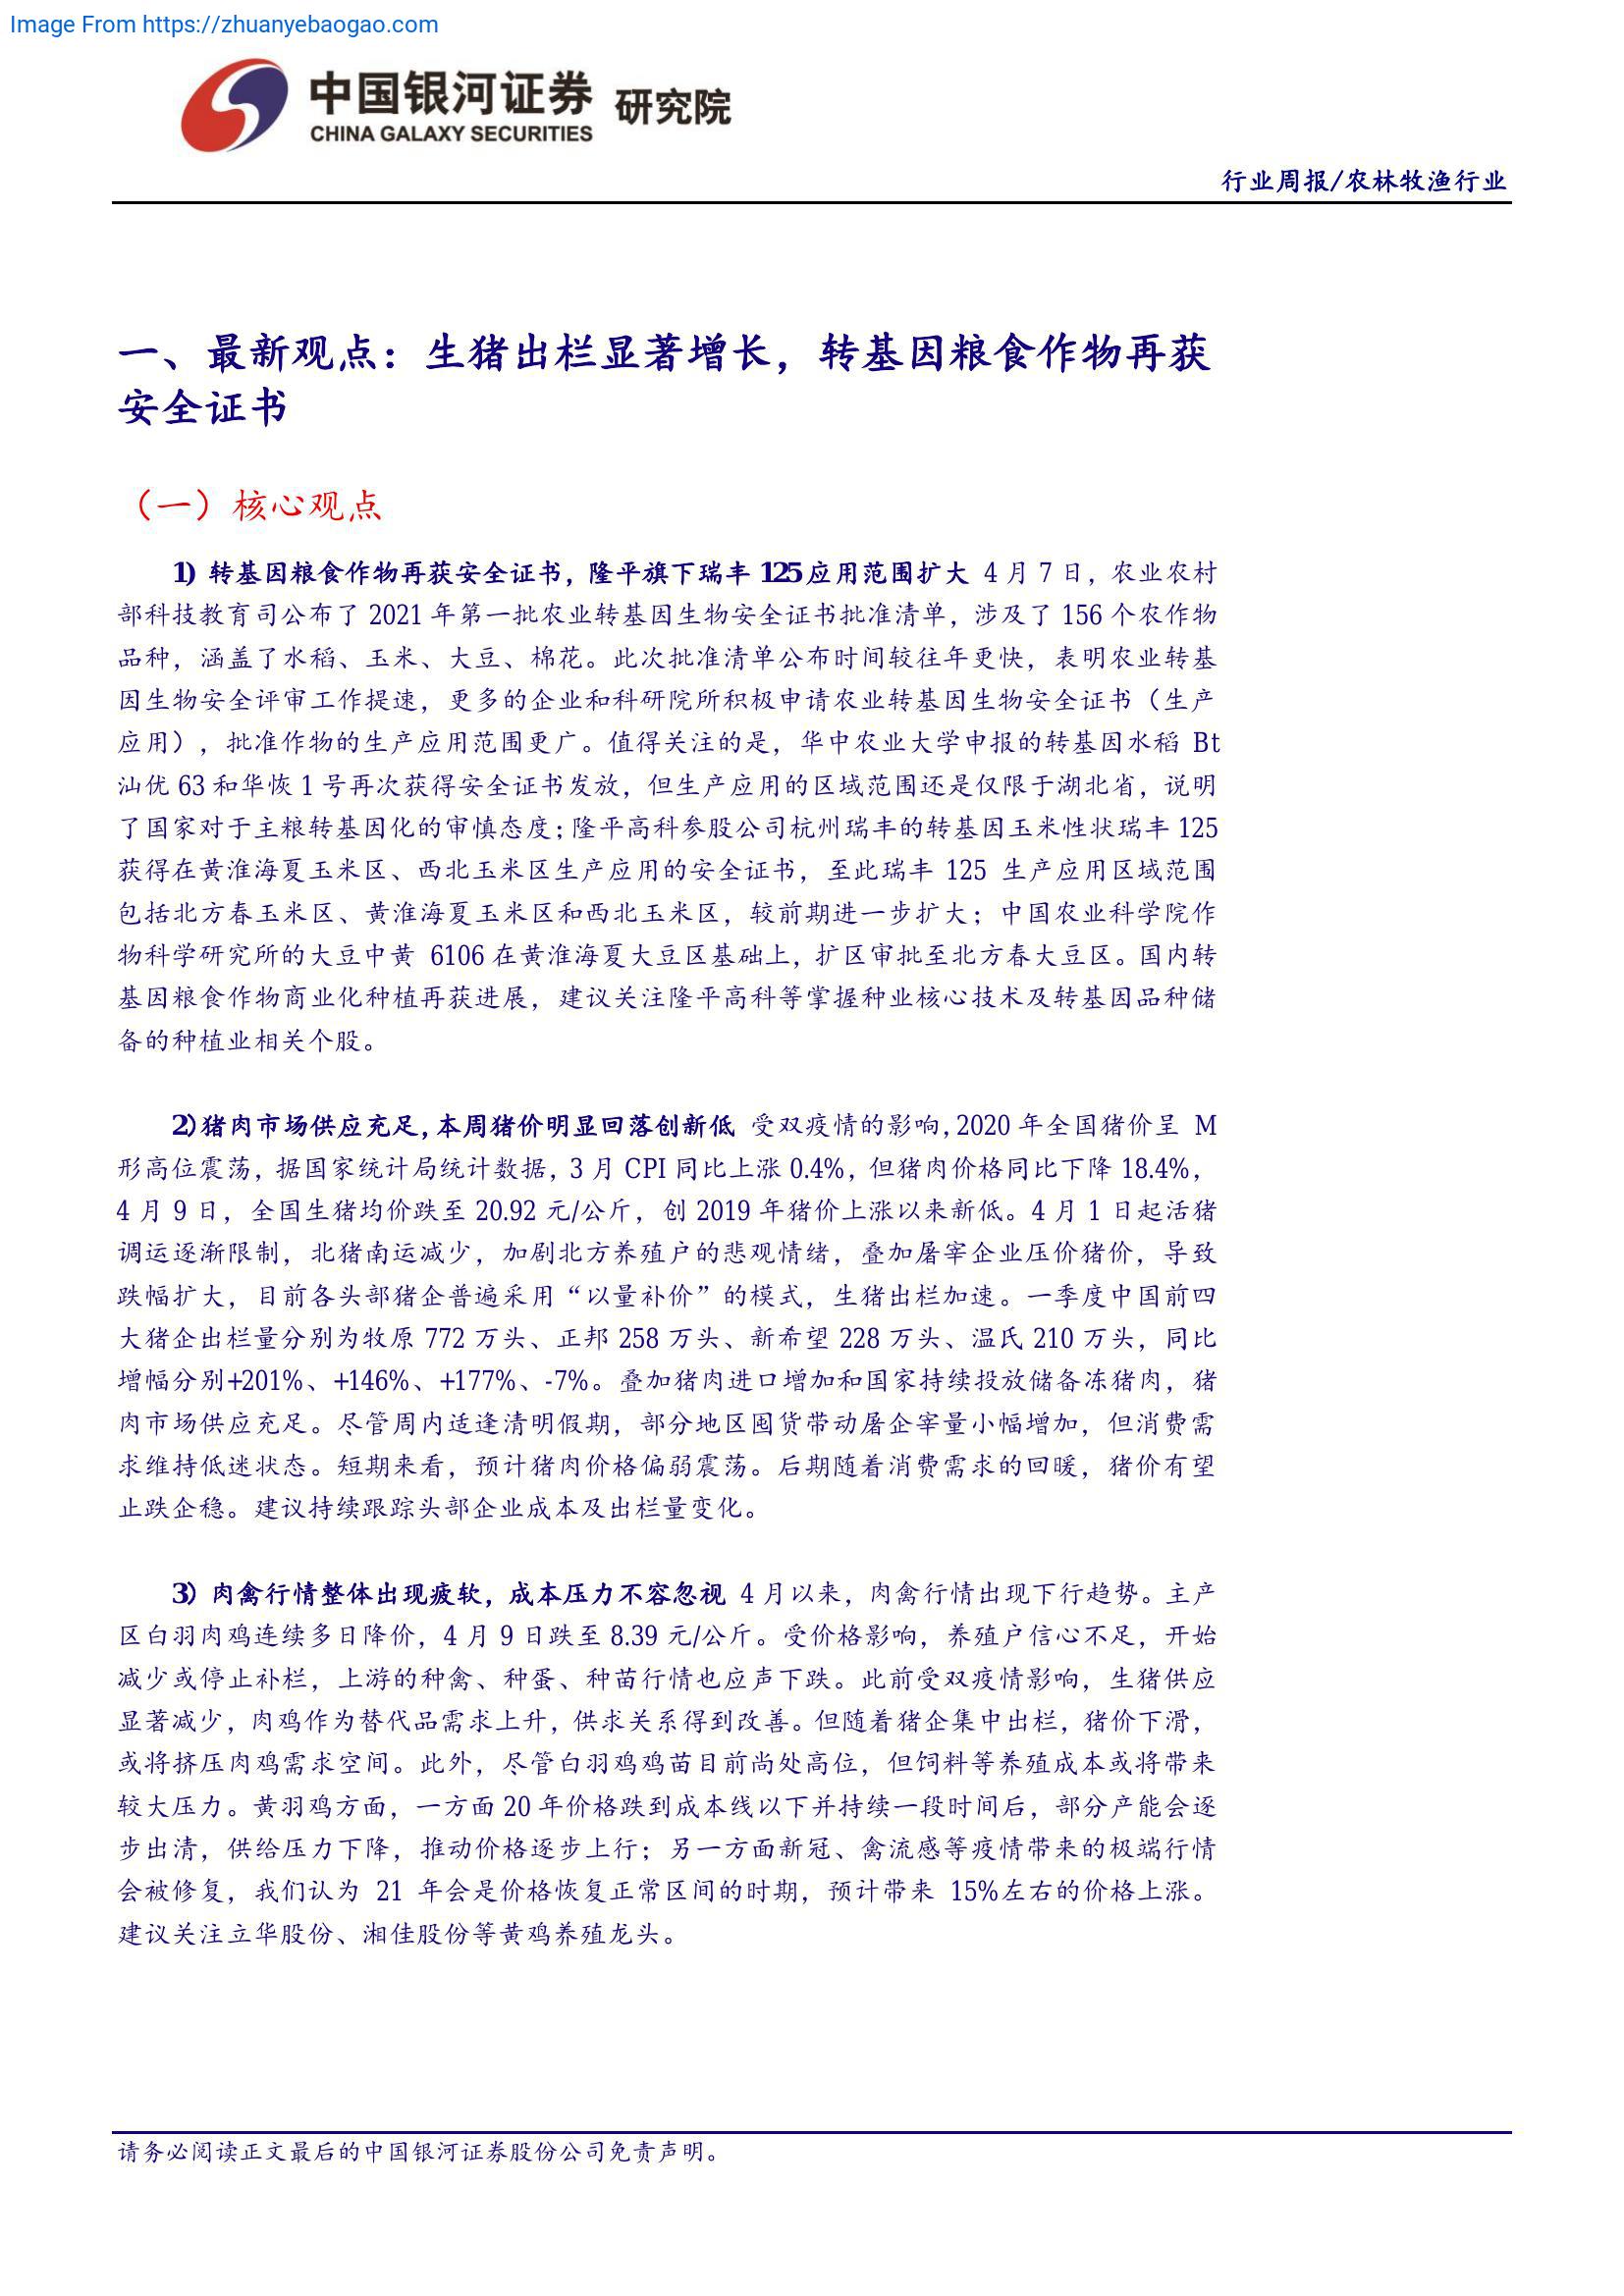 Image From https://zhuanyebaogao.com
中国银河证券 研究院
CHINA GALAXY SECURITIES
行业周报/农林牧渔行业
一、最新观点：生猪出栏显著增长，转基因粮食作物再获
安全证书
（一）核心观点
1) 转基因粮食作物再获安全证书，隆平旗下瑞丰 125 应用范围扩大 4 月 7 日，农业农村
部科技教育司公布了 2021 年第一批农业转基因生物安全证书批准清单，涉及了 156 个农作物
品种，涵盖了水稻、玉米、大豆、棉花。此次批准清单公布时间较往年更快，表明农业转基
因生物安全评审工作提速，更多的企业和科研院所积极申请农业转基因生物安全证书（生产
应用），批准作物的生产应用范围更广。值得关注的是，华中农业大学申报的转基因水稻 Bt
汕优 63 和华恢 1 号再次获得安全证书发放，但生产应用的区域范围还是仅限于湖北省，说明
了国家对于主粮转基因化的审慎态度；隆平高科参股公司杭州瑞丰的转基因玉米性状瑞丰 125
获得在黄淮海夏玉米区、西北玉米区生产应用的安全证书，至此瑞丰 125 生产应用区域范围
包括北方春玉米区、黄淮海夏玉米区和西北玉米区，较前期进一步扩大；中国农业科学院作
物科学研究所的大豆中黄 6106 在黄淮海夏大豆区基础上，扩区审批至北方春大豆区。国内转
基因粮食作物商业化种植再获进展，建议关注隆平高科等掌握种业核心技术及转基因品种储
备的种植业相关个股。
2)猪肉市场供应充足，本周猪价明显回落创新低 受双疫情的影响，2020 年全国猪价呈 M
形高位震荡，据国家统计局统计数据，3 月 CPI 同比上涨 0.4%，但猪肉价格同比下降 18.4%，
4 月 9 日，全国生猪均价跌至 20.92 元/公斤，创 2019 年猪价上涨以来新低。4 月 1 日起活猪
调运逐渐限制，北猪南运减少，加剧北方养殖户的悲观情绪，叠加屠宰企业压价猪价，导致
跌幅扩大，目前各头部猪企普遍采用“以量补价”的模式，生猪出栏加速。一季度中国前四
大猪企出栏量分别为牧原 772 万头、正邦 258 万头、新希望 228 万头、温氏 210 万头，同比
增幅分别+201%、+146%、+177%、-7%。叠加猪肉进口增加和国家持续投放储备冻猪肉，猪
肉市场供应充足。尽管周内适逢清明假期，部分地区囤货带动屠企宰量小幅增加，但消费需
求维持低迷状态。短期来看，预计猪肉价格偏弱震荡。后期随着消费需求的回暖，猪价有望
止跌企稳。建议持续跟踪头部企业成本及出栏量变化。
3) 肉禽行情整体出现疲软，成本压力不容忽视 4 月以来，肉禽行情出现下行趋势。主产
区白羽肉鸡连续多日降价，4 月 9 日跌至 8.39 元/公斤。受价格影响，养殖户信心不足，开始
减少或停止补栏，上游的种禽、种蛋、种苗行情也应声下跌。此前受双疫情影响，生猪供应
显著减少，肉鸡作为替代品需求上升，供求关系得到改善。但随着猪企集中出栏，猪价下滑，
或将挤压肉鸡需求空间。此外，尽管白羽鸡鸡苗目前尚处高位，但饲料等养殖成本或将带来
较大压力。黄羽鸡方面，一方面 20 年价格跌到成本线以下并持续一段时间后，部分产能会逐
步出清，供给压力下降，推动价格逐步上行；另一方面新冠、禽流感等疫情带来的极端行情
会被修复，我们认为 21 年会是价格恢复正常区间的时期，预计带来 15%左右的价格上涨。
建议关注立华股份、湘佳股份等黄鸡养殖龙头。
请务必阅读正文最后的中国银河证券股份公司免责声明。